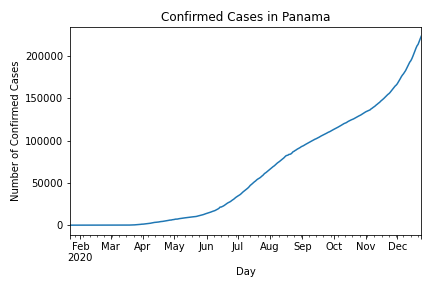 Confirmed Cases in Panama
Number of Confirmed Cases
200000
150000
100000
50000
0
Feb Mar Apr May Jun Jul Aug Sep Oct Nov Dec
2020
Day